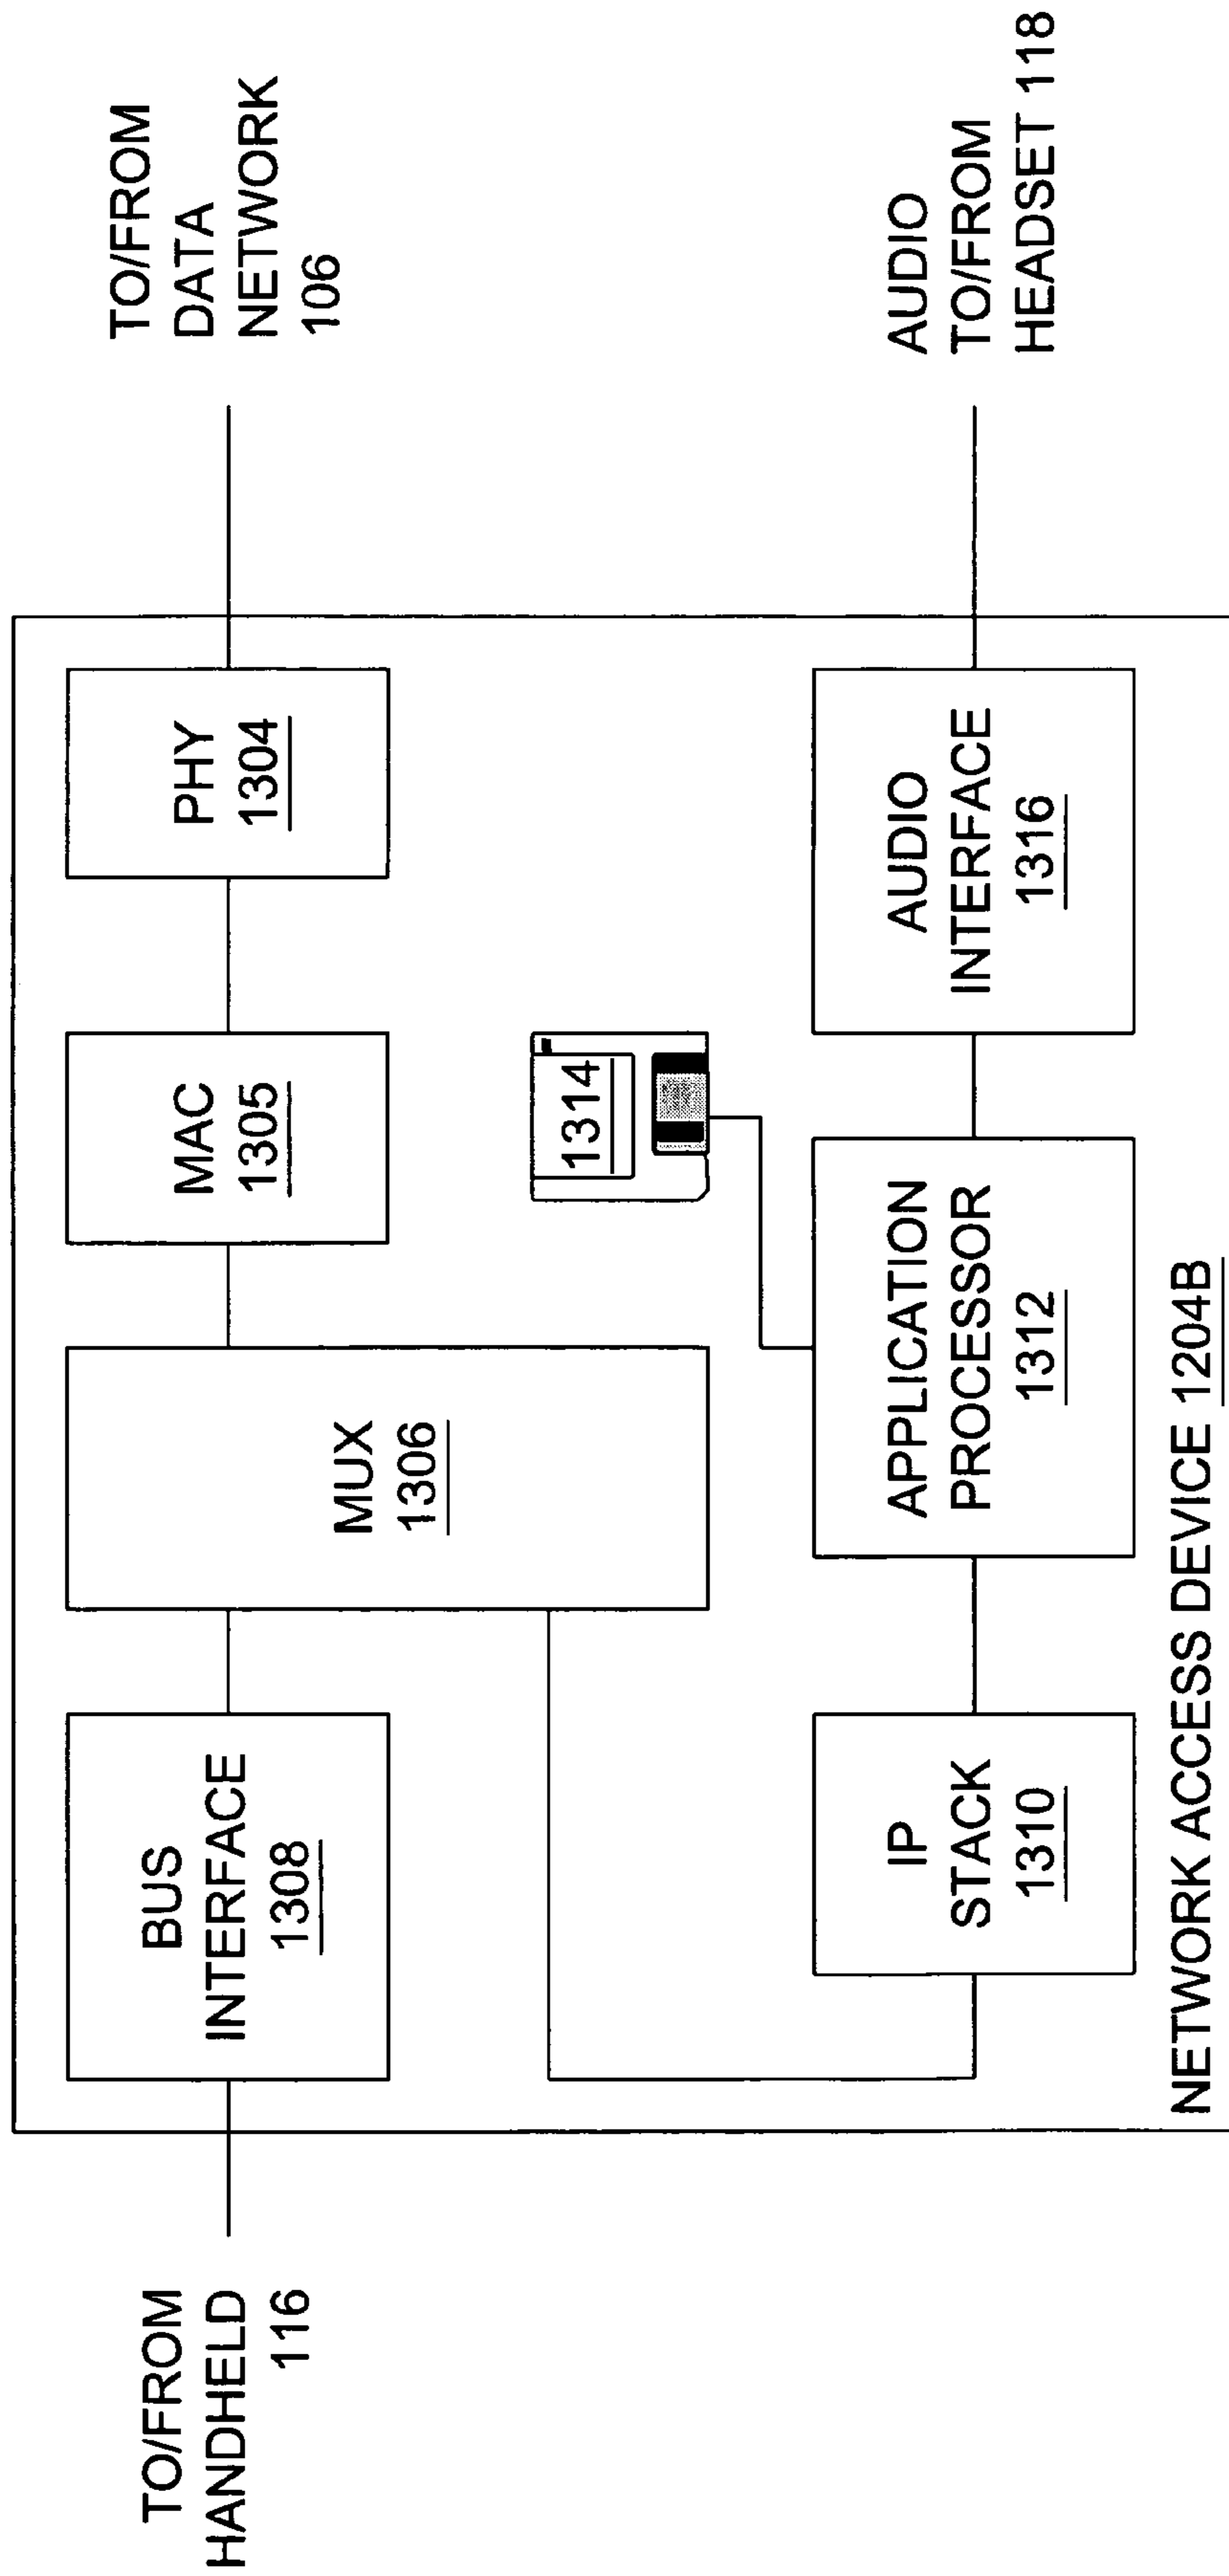 TO/FROM
HANDHELD
116
BUS
INTERFACE
1308
MUX
1306
MAC
1305
PHY
1304
TO/FROM
DATA
NETWORK
106
1314
IP
STACK
1310
APPLICATION
PROCESSOR
1312
AUDIO
INTERFACE
1316
AUDIO
TO/FROM
HEADSET 118
NETWORK ACCESS DEVICE 1204B